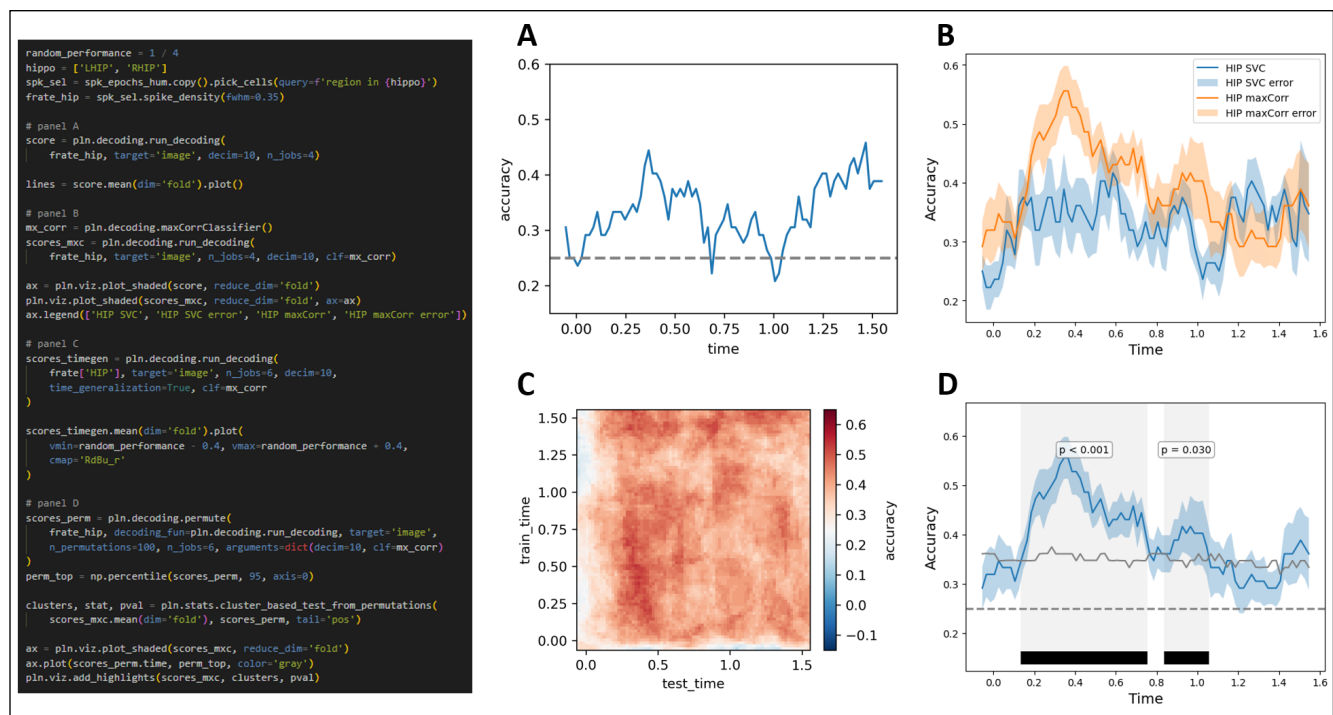 random_performance = 1 / 4
hippo = ['LHIP', 'RHIP']
spk_sel = spk_epochs_hum.copy().pick_cells(query=f'region in {hippo}')
frate_hip = spk_sel.spike_density(fwhm=0.35)
# panel A
score = pln.decoding.run_decoding(
frate_hip, target='image', decim=10, n_jobs=4)
lines = score.mean(dim='fold').plot()
# panel B
mx_corr = pln.decoding.maxCorrClassifier()
scores_mxc = pln.decoding.run_decoding(
frate_hip, target='image', n_jobs=4, decim=10, clf=mx_corr)
ax = pln.viz.plot_shaded(score, reduce_dim='fold')
pln.viz.plot_shaded(scores_mxc, reduce_dim='fold', ax=ax)
ax.legend(['HIP SVC', 'HIP SVC error', 'HIP maxCorr', 'HIP maxCorr error'])
# panel C
scores_timegen = pln.decoding.run_decoding(
frate['HIP'], target='image', n_jobs=6, decim=10,
time_generalization=True, clf=mx_corr
)
scores_timegen.mean(dim='fold').plot(
vmin=random_performance - 0.4, vmax=random_performance + 0.4,
cmap='RdBu_r'
)
# panel D
scores_perm = pln.decoding.permute(
frate_hip, decoding_fun=pln.decoding.run_decoding, target='image',
n_permutations=100, n_jobs=6, arguments=dict(decim=10, clf=mx_corr)
)
perm_top = np.percentile(scores_perm, 95, axis=0)
clusters, stat, pval = pln.stats.cluster_based_test_from_permutations(
scores_mxc.mean(dim='fold'), scores_perm, tail='pos')
ax = pln.viz.plot_shaded(scores_mxc, reduce_dim='fold')
ax.plot(scores_perm.time, perm_top, color='gray')
pln.viz.add_highlights(scores_mxc, clusters, pval)
A
0.6
0.5
0.4
0.3
0.2
accuracy
0.00 0.25 0.50 0.75 1.00 1.25 1.50
time
B
0.6
0.5
0.4
0.3
0.2
Accuracy
HIP SVC
HIP SVC error
HIP maxCorr
HIP maxCorr error
0.0 0.2 0.4 0.6 0.8 1.0 1.2 1.4 1.6
Time
C
1.50
1.25
1.00
0.75
0.50
0.25
0.00
train_time
0.0 0.5 1.0 1.5
test_time
0.6
0.5
0.4
0.3
0.2
0.1
0.0
−0.1
accuracy
D
0.6
0.5
0.4
0.3
0.2
Accuracy
p < 0.001
p = 0.030
0.0 0.2 0.4 0.6 0.8 1.0 1.2 1.4 1.6
Time